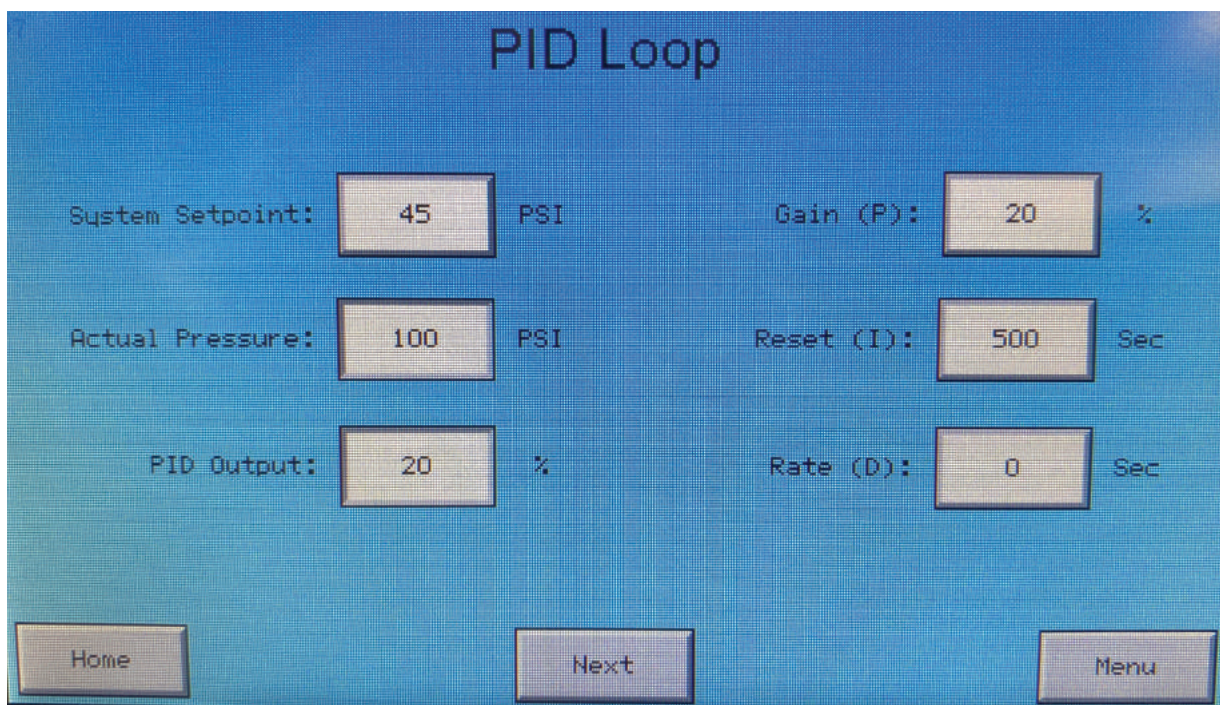 PID Loop
System Setpoint: 45 PSI
Gain (P): 20 %
Actual Pressure: 100 PSI
Reset (I): 500 Sec
PID Output: 20 %
Rate (D): 0 Sec
Home
Next
Menu